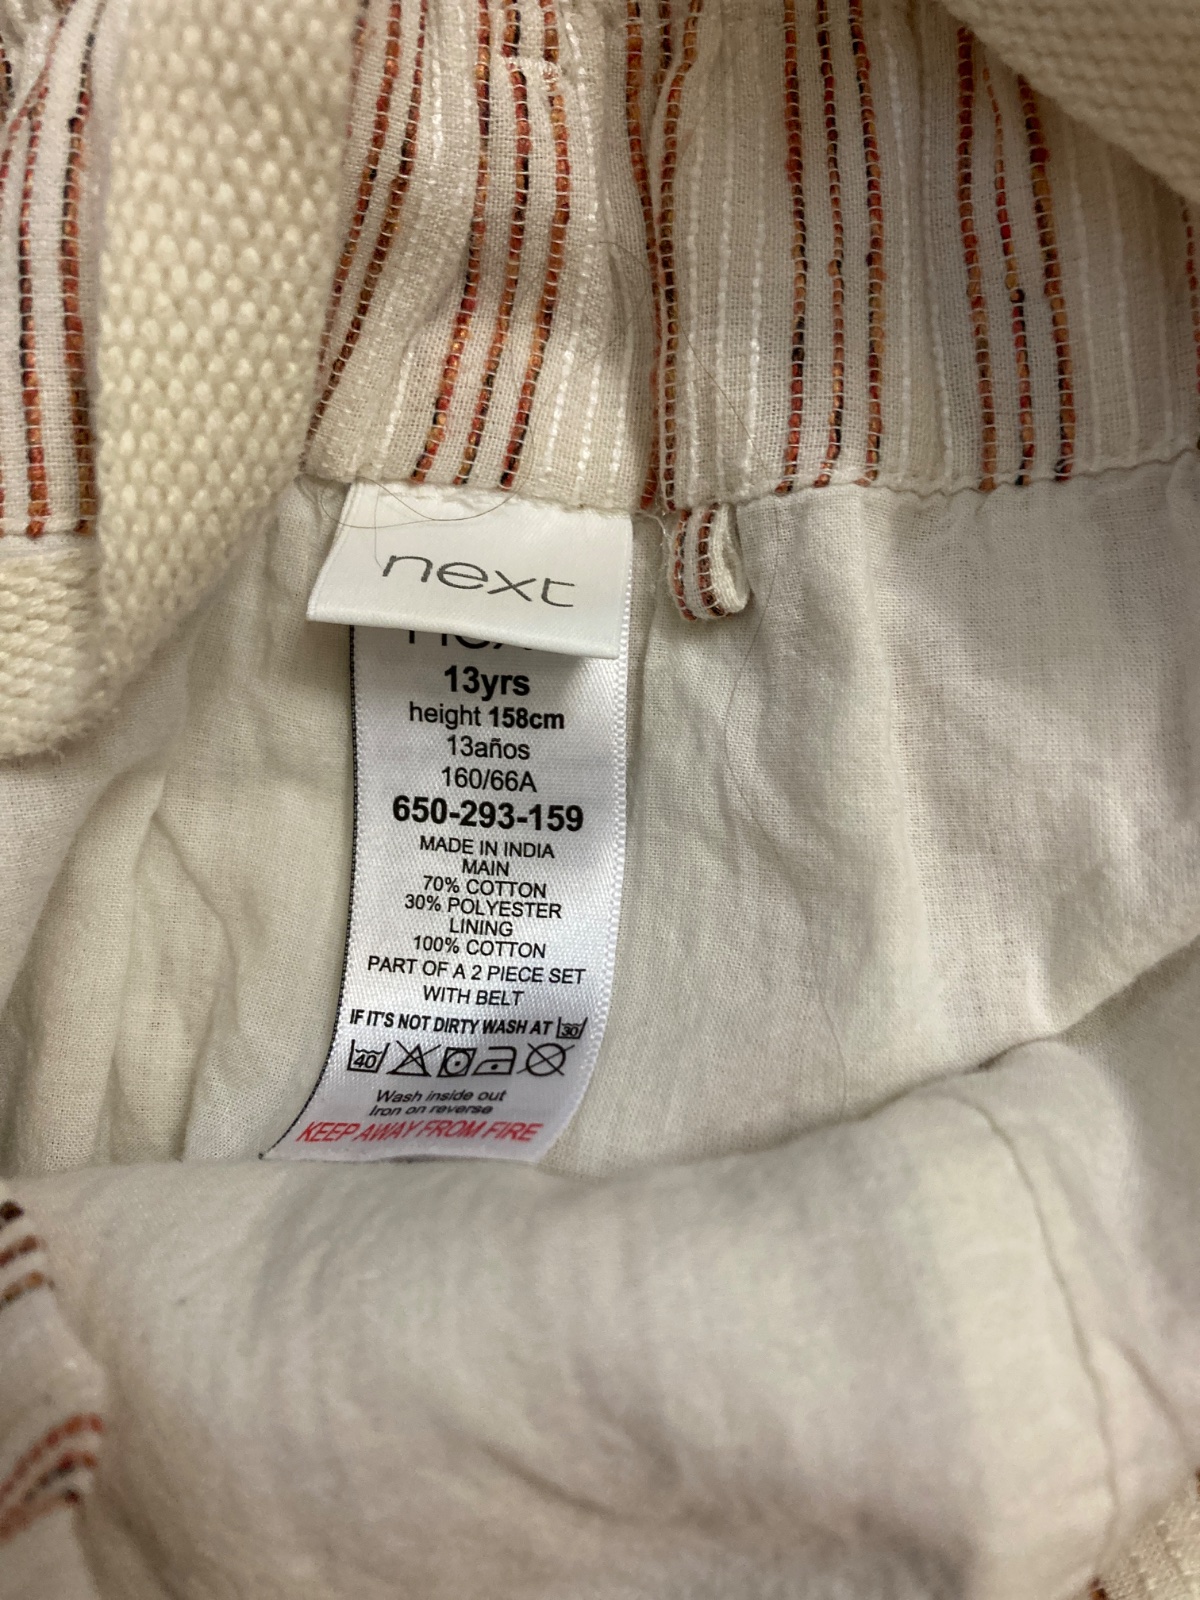 next
13yrs
height 158cm
13años
160/66A
650-293-159
MADE IN INDIA
MAIN
70% COTTON
30% POLYESTER
LINING
100% COTTON
PART OF A 2 PIECE SET
WITH BELT
IF IT'S NOT DIRTY WASH AT 30
40
Wash inside out
Iron on reverse
KEEP AWAY FROM FIRE